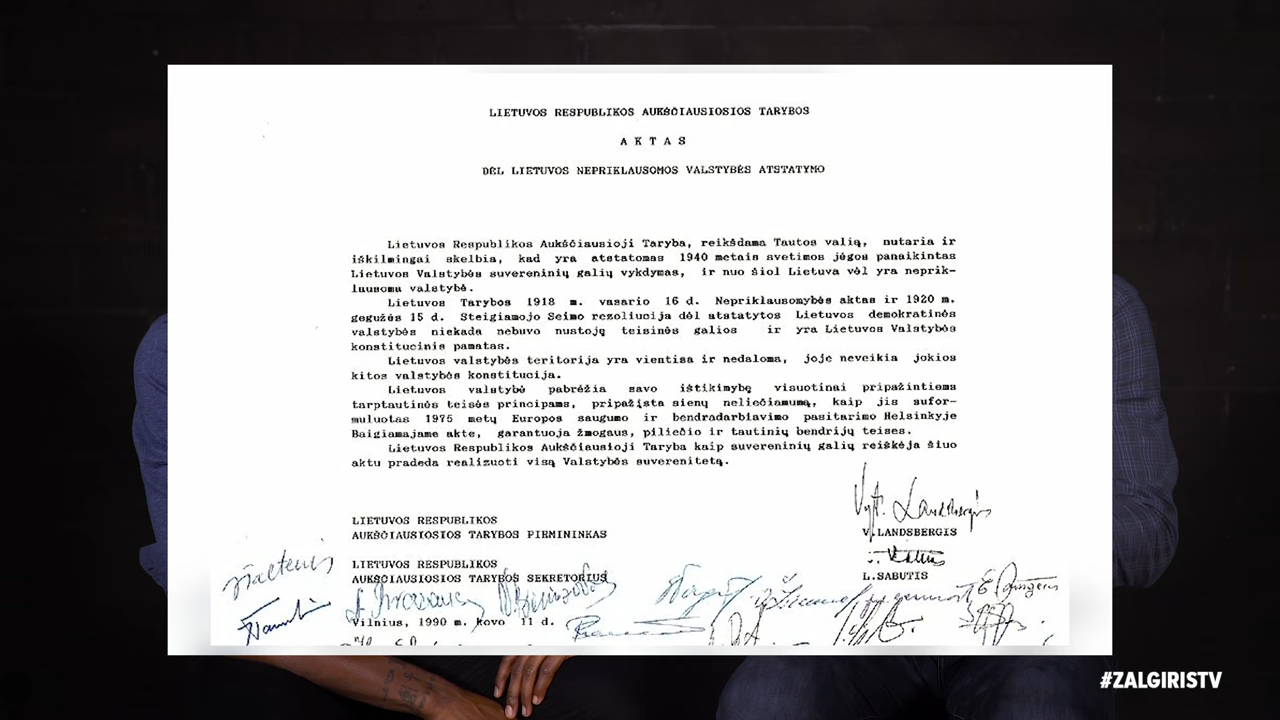 LIETUVOS RESPUBLIKOS AUKŠČIAUSIOSIOS TARYBOS
A K T A S
DĖL LIETUVOS NEPRIKLAUSOMOS VALSTYBĖS ATSTATYMO
Lietuvos Respublikos Aukščiausioji Taryba, reikšdama Tautos valią, nutaria ir
iškilmingai skelbia, kad yra atstatomas 1940 metais svetimos jėgos panaikintas
Lietuvos Valstybės suvereninių galių vykdymas, ir nuo šiol Lietuva vėl yra neprik-
lausoma valstybė.
Lietuvos Tarybos 1918 m. vasario 16 d. Nepriklausomybės aktas ir 1920 m.
gegužės 15 d. Steigiamojo Seimo rezoliucija dėl atstatytos Lietuvos demokratinės
valstybės niekada nebuvo nustoję teisinės galios ir yra Lietuvos Valstybės
konstitucinis pamatas.
Lietuvos valstybės teritorija yra vientisa ir nedaloma, joje neveikia jokios
kitos valstybės konstitucija.
Lietuvos valstybė pabrėžia savo ištikimybę visuotinai pripažintiems
tarptautinės teisės principams, pripažįsta sienų neliečiamumą, kaip jis sufor-
muluotas 1975 metų Europos saugumo ir bendradarbiavimo pasitarimo Helsinkyje
Baigiamajame akte, garantuoja žmogaus, piliečio ir tautinių bendrijų teises.
Lietuvos Respublikos Aukščiausioji Taryba kaip suvereninių galių reiškėja šiuo
aktu pradeda realizuoti visą Valstybės suverenitetą.
Vyt. Landsbergis
LIETUVOS RESPUBLIKOS
AUKŠČIAUSIOSIOS TARYBOS PIRMININKAS
V.LANDSBERGIS
LIETUVOS RESPUBLIKOS
AUKŠČIAUSIOSIOS TARYBOS SEKRETORIUS
L.SABUTIS
Vilnius, 1990 m. kovo 11 d.
#ZALGIRISTV